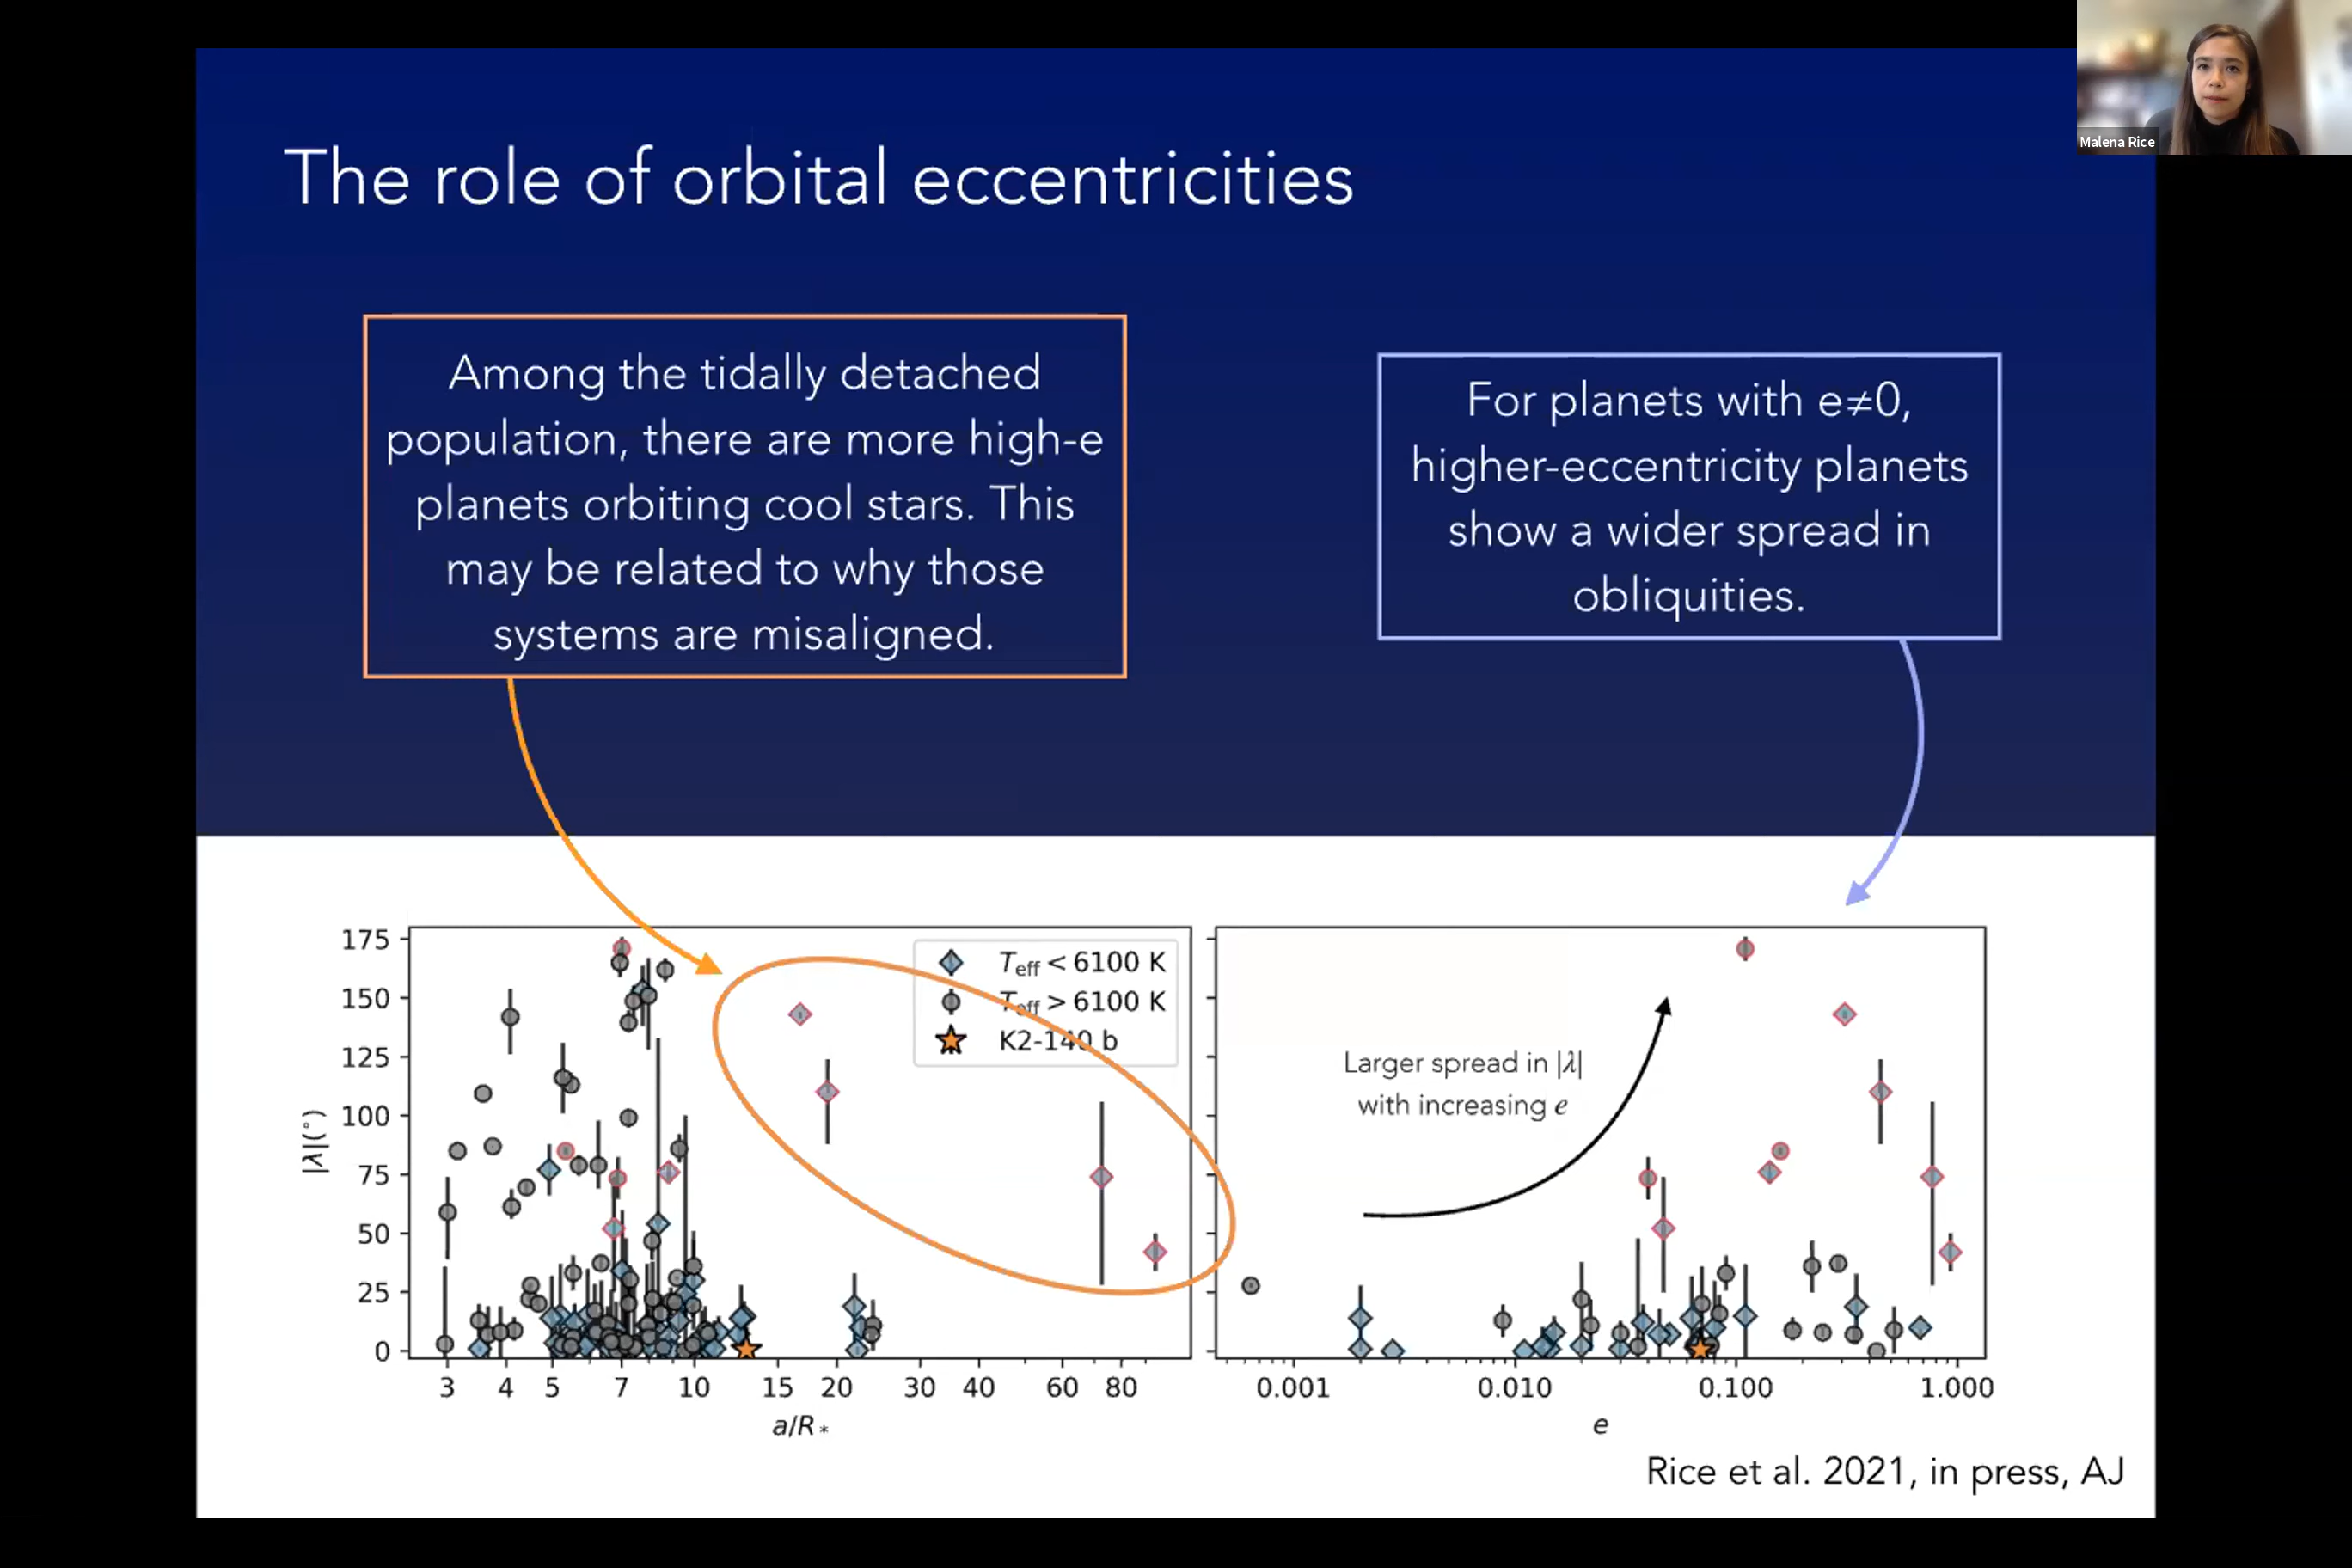 Malena Rice
The role of orbital eccentricities
Among the tidally detached
population, there are more high-e
planets orbiting cool stars. This
may be related to why those
systems are misaligned.
For planets with e≠0,
higher-eccentricity planets
show a wider spread in
obliquities.
175
150
125
100
75
50
25
0
|λ|(°)
T_eff < 6100 K
T_eff > 6100 K
K2-140 b
3 4 5 7 10 15 20 30 40 60 80
a/R*
Larger spread in |λ|
with increasing e
0.001 0.010 0.100 1.000
e
Rice et al. 2021, in press, AJ